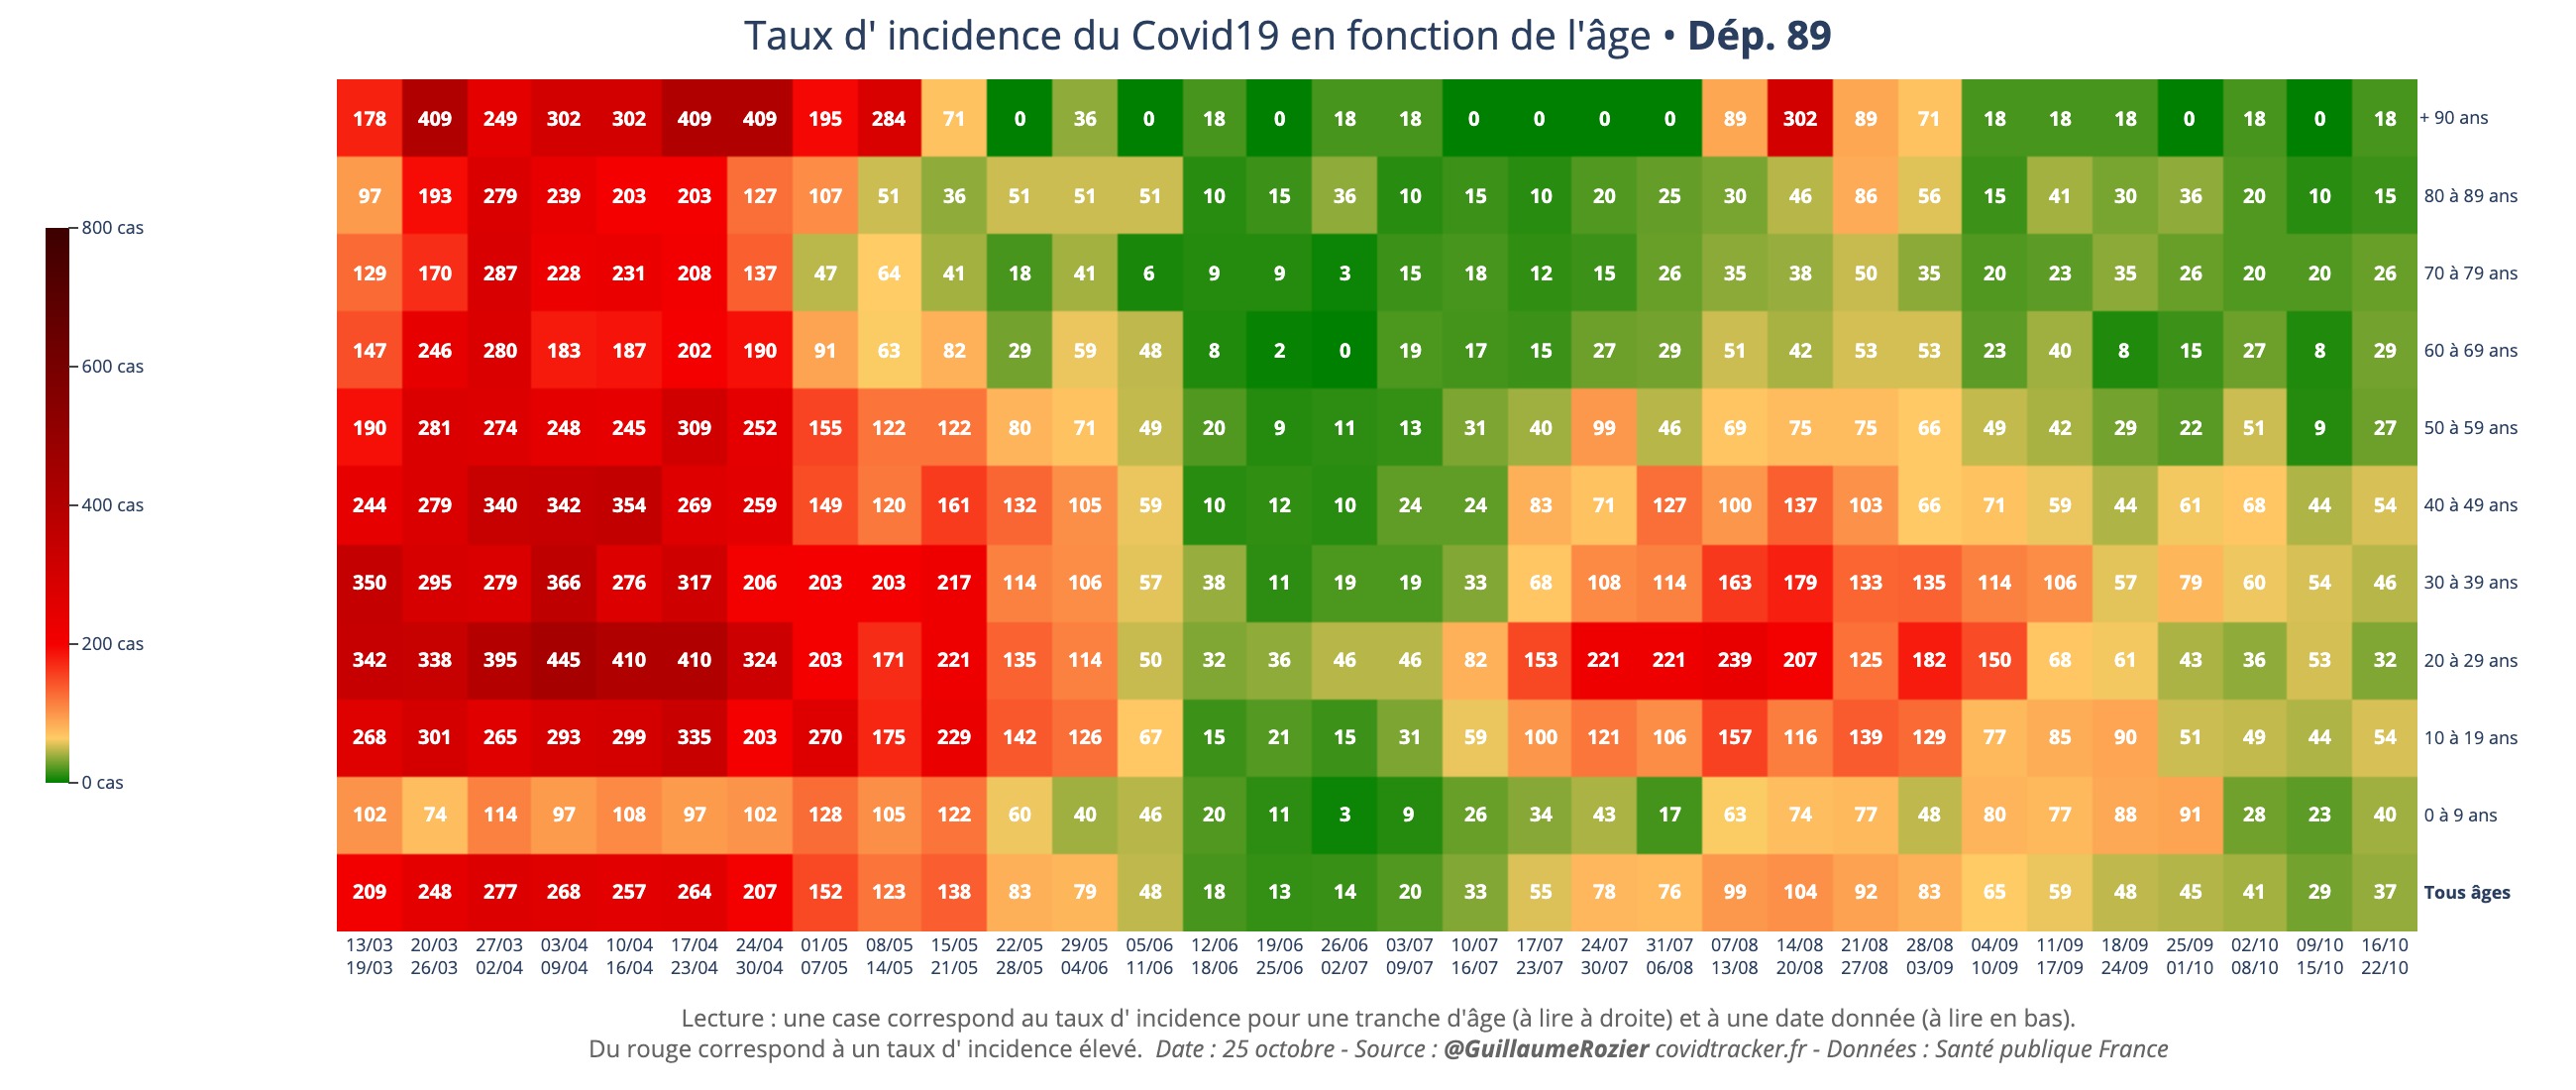 Taux d' incidence du Covid19 en fonction de l'âge • Dép. 89
800 cas
600 cas
400 cas
200 cas
0 cas
178 409 249 302 302 409 409 195 284 71 0 36 0 18 0 18 18 0 0 0 0 89 302 89 71 18 18 18 0 18 0 18 + 90 ans
97 193 279 239 203 203 127 107 51 36 51 51 51 10 15 36 10 15 10 20 25 30 46 86 56 15 41 30 36 20 10 15 80 à 89 ans
129 170 287 228 231 208 137 47 64 41 18 41 6 9 9 3 15 18 12 15 26 35 38 50 35 20 23 35 26 20 20 26 70 à 79 ans
147 246 280 183 187 202 190 91 63 82 29 59 48 8 2 0 19 17 15 27 29 51 42 53 53 23 40 8 15 27 8 29 60 à 69 ans
190 281 274 248 245 309 252 155 122 122 80 71 49 20 9 11 13 31 40 99 46 69 75 75 66 49 42 29 22 51 9 27 50 à 59 ans
244 279 340 342 354 269 259 149 120 161 132 105 59 10 12 10 24 24 83 71 127 100 137 103 66 71 59 44 61 68 44 54 40 à 49 ans
350 295 279 366 276 317 206 203 203 217 114 106 57 38 11 19 19 33 68 108 114 163 179 133 135 114 106 57 79 60 54 46 30 à 39 ans
342 338 395 445 410 410 324 203 171 221 135 114 50 32 36 46 46 82 153 221 221 239 207 125 182 150 68 61 43 36 53 32 20 à 29 ans
268 301 265 293 299 335 203 270 175 229 142 126 67 15 21 15 31 59 100 121 106 157 116 139 129 77 85 90 51 49 44 54 10 à 19 ans
102 74 114 97 108 97 102 128 105 122 60 40 46 20 11 3 9 26 34 43 17 63 74 77 48 80 77 88 91 28 23 40 0 à 9 ans
209 248 277 268 257 264 207 152 123 138 83 79 48 18 13 14 20 33 55 78 76 99 104 92 83 65 59 48 45 41 29 37 Tous âges
13/03 20/03 27/03 03/04 10/04 17/04 24/04 01/05 08/05 15/05 22/05 29/05 05/06 12/06 19/06 26/06 03/07 10/07 17/07 24/07 31/07 07/08 14/08 21/08 28/08 04/09 11/09 18/09 25/09 02/10 09/10 16/10
19/03 26/03 02/04 09/04 16/04 23/04 30/04 07/05 14/05 21/05 28/05 04/06 11/06 18/06 25/06 02/07 09/07 16/07 23/07 30/07 06/08 13/08 20/08 27/08 03/09 10/09 17/09 24/09 01/10 08/10 15/10 22/10
Lecture : une case correspond au taux d' incidence pour une tranche d'âge (à lire à droite) et à une date donnée (à lire en bas).
Du rouge correspond à un taux d' incidence élevé. Date : 25 octobre - Source : @GuillaumeRozier covidtracker.fr - Données : Santé publique France